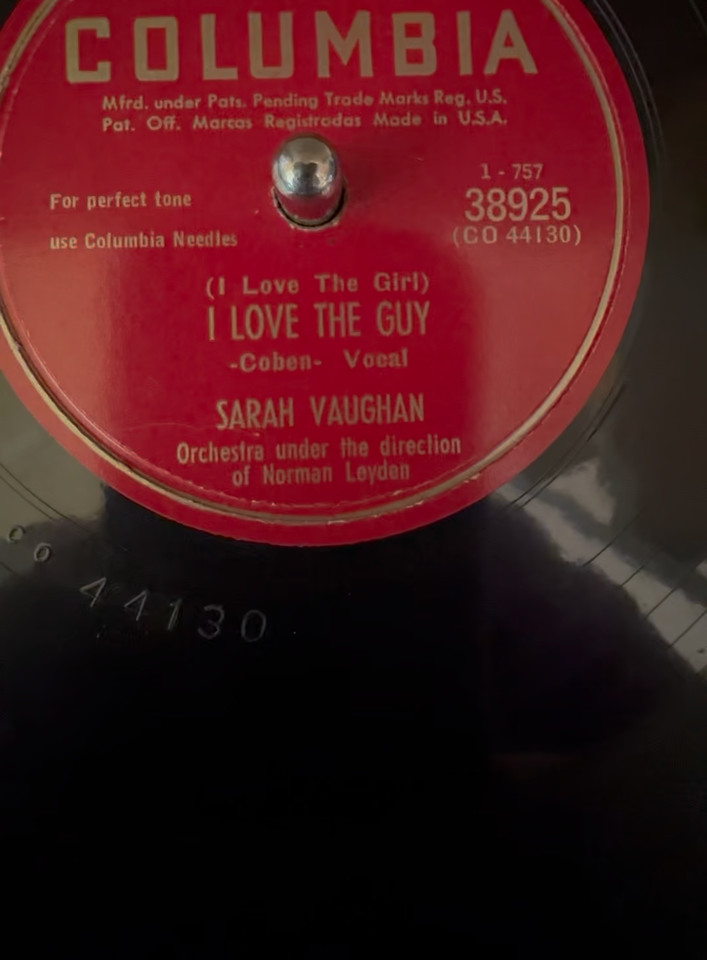 COLUMBIA
Mfrd. under Pats. Pending Trade Marks Reg. U.S.
Pat. Off. Marcas Registradas Made in U.S.A.
1 - 757
For perfect tone
38925
use Columbia Needles
(CO 44130)
(I Love The Girl)
I LOVE THE GUY
-Coben- Vocal
SARAH VAUGHAN
Orchestra under the direction
of Norman Leyden
CO 44130